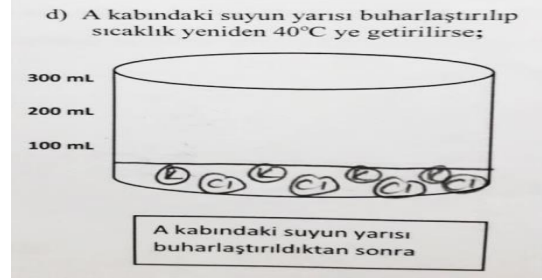 d) A kabındaki suyun yarısı buharlaştırılıp
sıcaklık yeniden 40°C ye getirilirse;
300 mL
200 mL
100 mL
K Cl K Cl K Cl K Cl
A kabındaki suyun yarısı
buharlaştırıldıktan sonra